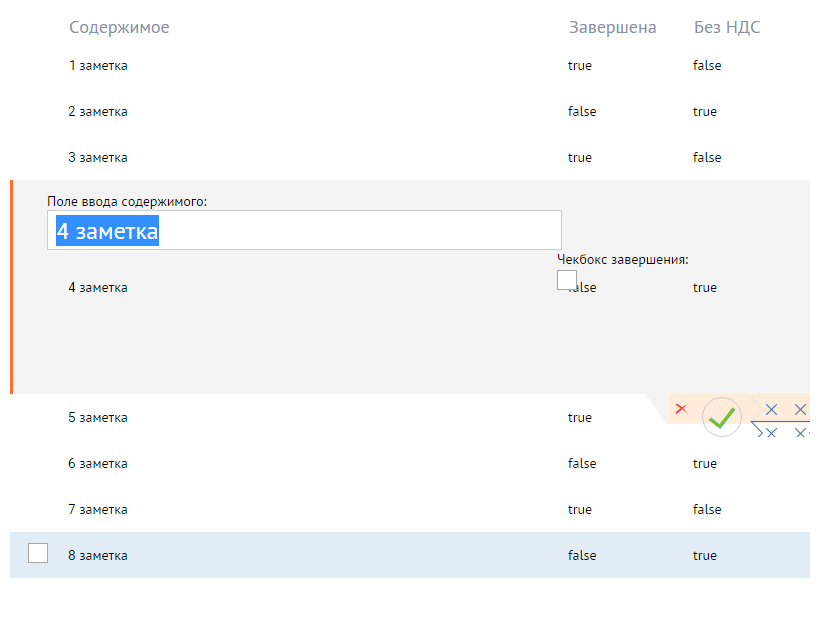 Содержимое Завершена Без НДС
1 заметка true false
2 заметка false true
3 заметка true false
Поле ввода содержимого:
4 заметка
Чекбокс завершения:
4 заметка false true
5 заметка true
6 заметка false true
7 заметка true false
8 заметка false true